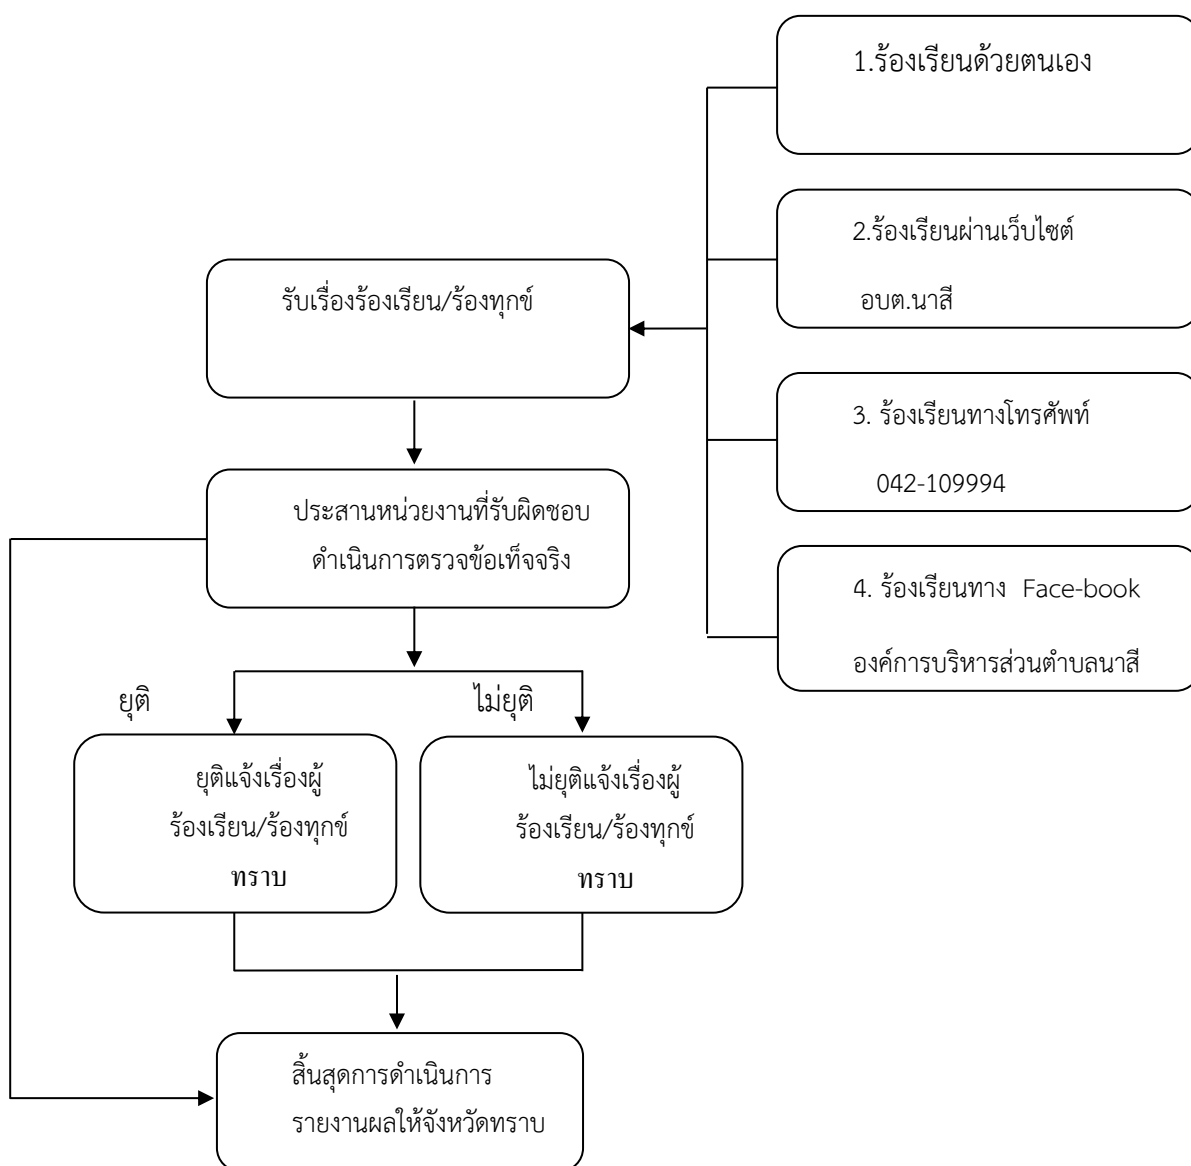 1.ร้องเรียนด้วยตนเอง
2.ร้องเรียนผ่านเว็บไซต์
อบต.นาสี
3. ร้องเรียนทางโทรศัพท์
042-109994
4. ร้องเรียนทาง Face-book
องค์การบริหารส่วนตำบลนาสี
รับเรื่องร้องเรียน/ร้องทุกข์
ประสานหน่วยงานที่รับผิดชอบ
ดำเนินการตรวจข้อเท็จจริง
ยุติ
ไม่ยุติ
ยุติแจ้งเรื่องผู้
ร้องเรียน/ร้องทุกข์
ทราบ
ไม่ยุติแจ้งเรื่องผู้
ร้องเรียน/ร้องทุกข์
ทราบ
สิ้นสุดการดำเนินการ
รายงานผลให้จังหวัดทราบ